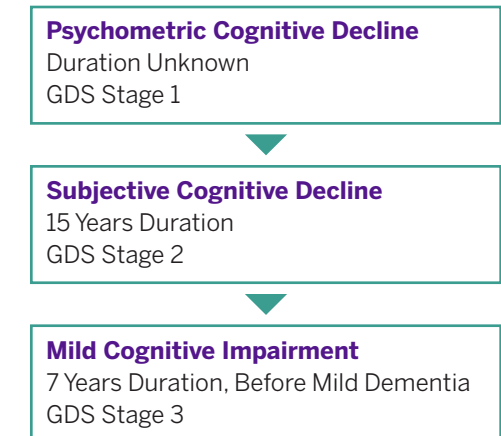 Psychometric Cognitive Decline
Duration Unknown
GDS Stage 1
Subjective Cognitive Decline
15 Years Duration
GDS Stage 2
Mild Cognitive Impairment
7 Years Duration, Before Mild Dementia
GDS Stage 3